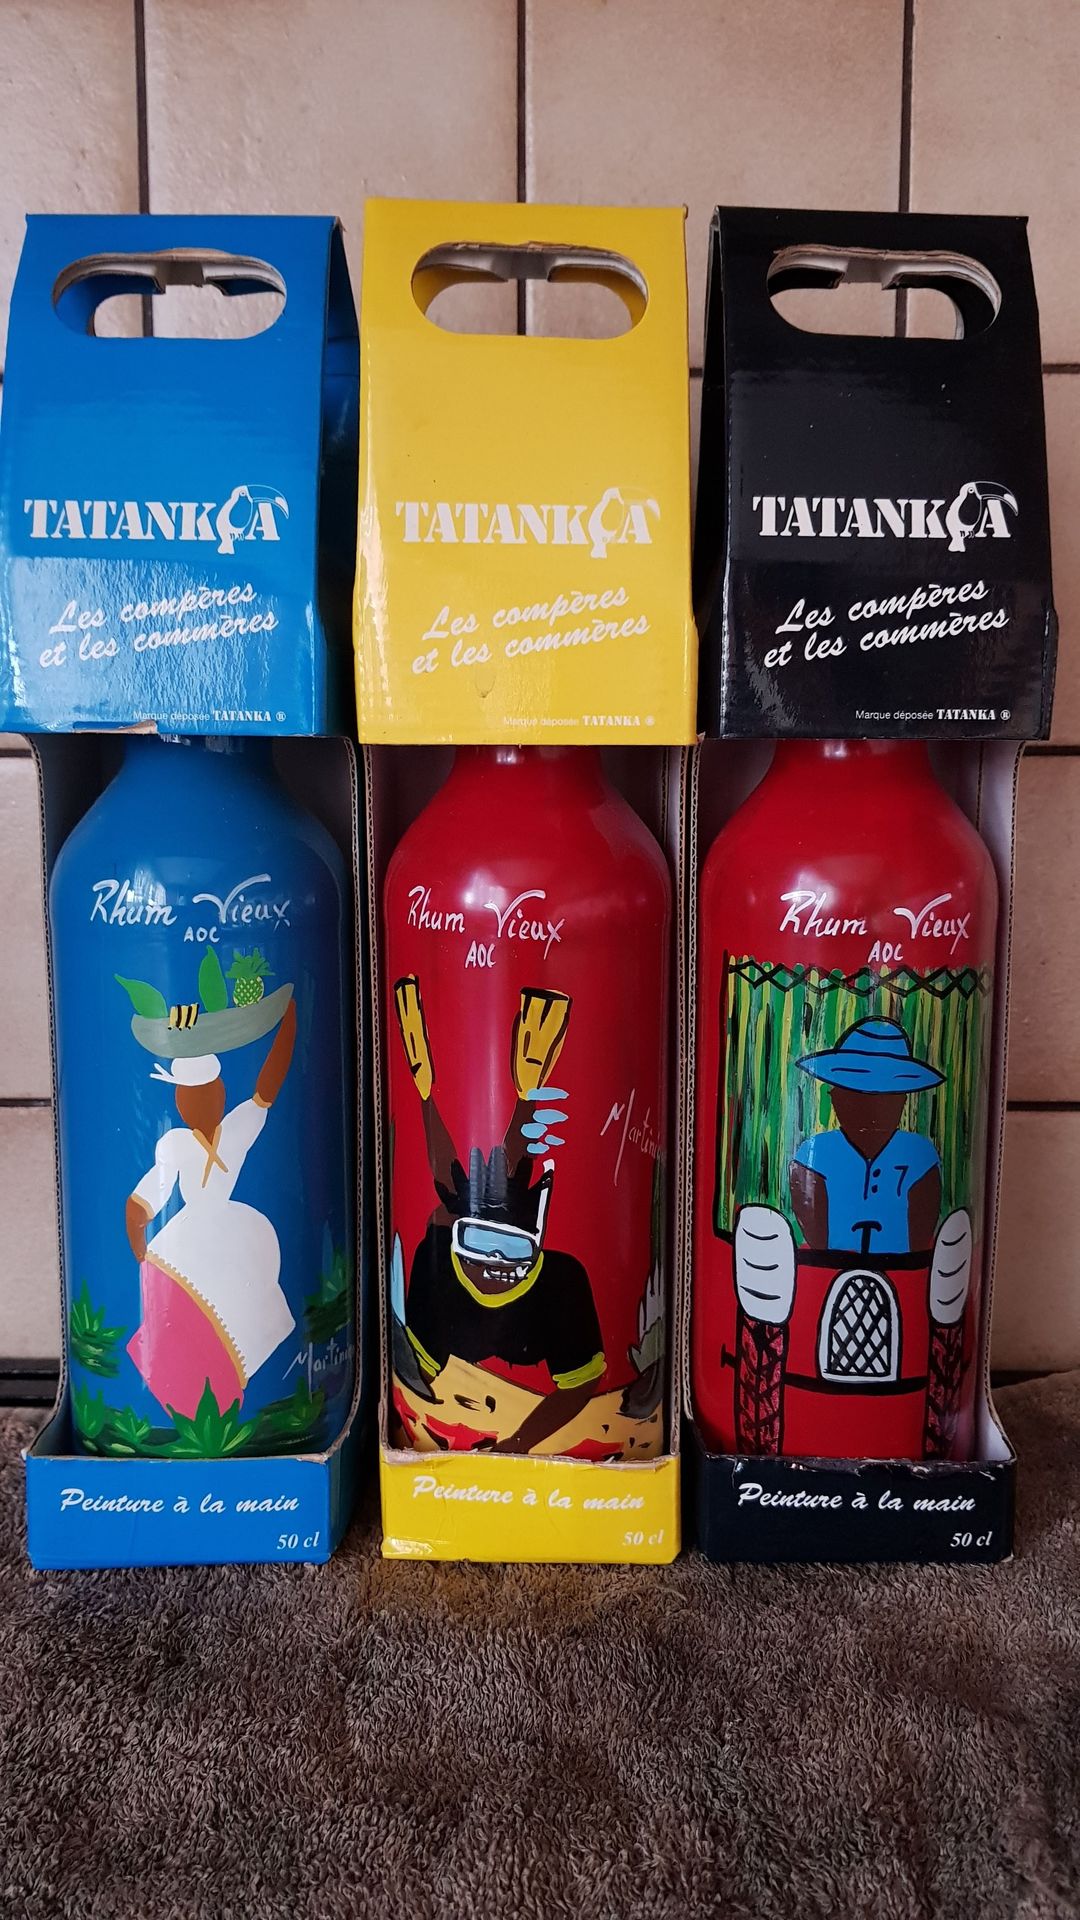 TATANKA
Les compères
et les commères
Marque déposée TATANKA ®
Rhum Vieux
AOC
Peinture à la main
50 cl
TATANKA
Les compères
et les commères
Marque déposée TATANKA ®
Rhum Vieux
AOC
Peinture à la main
50 cl
TATANKA
Les compères
et les commères
Marque déposée TATANKA ®
Rhum Vieux
AOC
7
Peinture à la main
50 cl